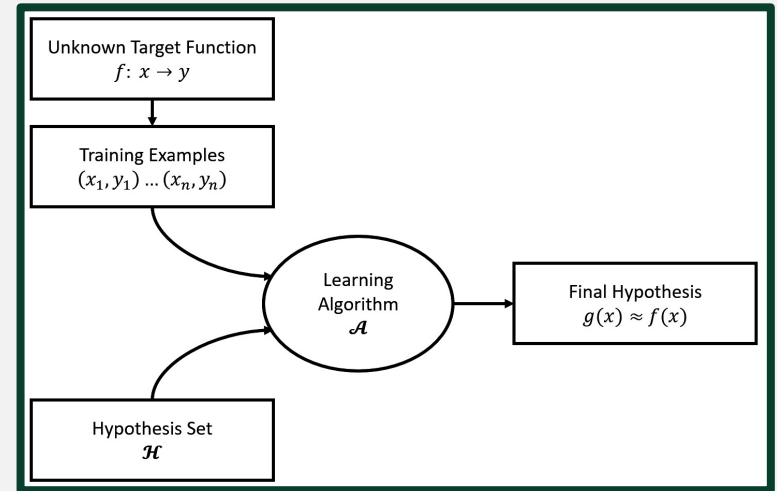 Unknown Target Function
𝑓: 𝑥 → 𝑦
Training Examples
(𝑥₁, 𝑦₁) … (𝑥ₙ, 𝑦ₙ)
Learning
Algorithm
𝓐
Final Hypothesis
𝑔(𝑥) ≈ 𝑓(𝑥)
Hypothesis Set
𝓗